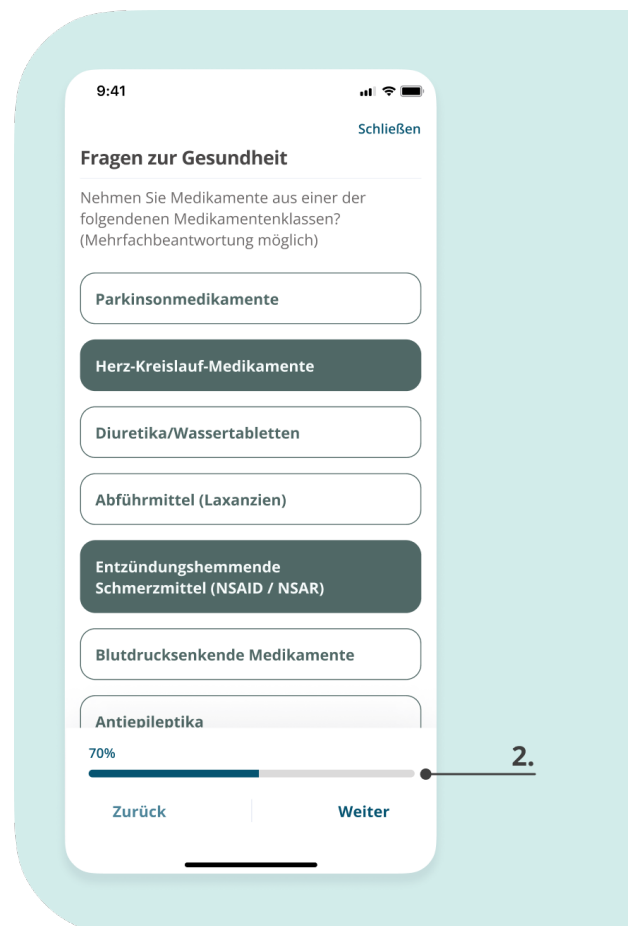 9:41
Schließen
Fragen zur Gesundheit
Nehmen Sie Medikamente aus einer der
folgendenen Medikamentenklassen?
(Mehrfachbeantwortung möglich)
Parkinsonmedikamente
Herz-Kreislauf-Medikamente
Diuretika/Wassertabletten
Abführmittel (Laxanzien)
Entzündungshemmende
Schmerzmittel (NSAID / NSAR)
Blutdrucksenkende Medikamente
Antiepileptika
70%
2.
Zurück
Weiter